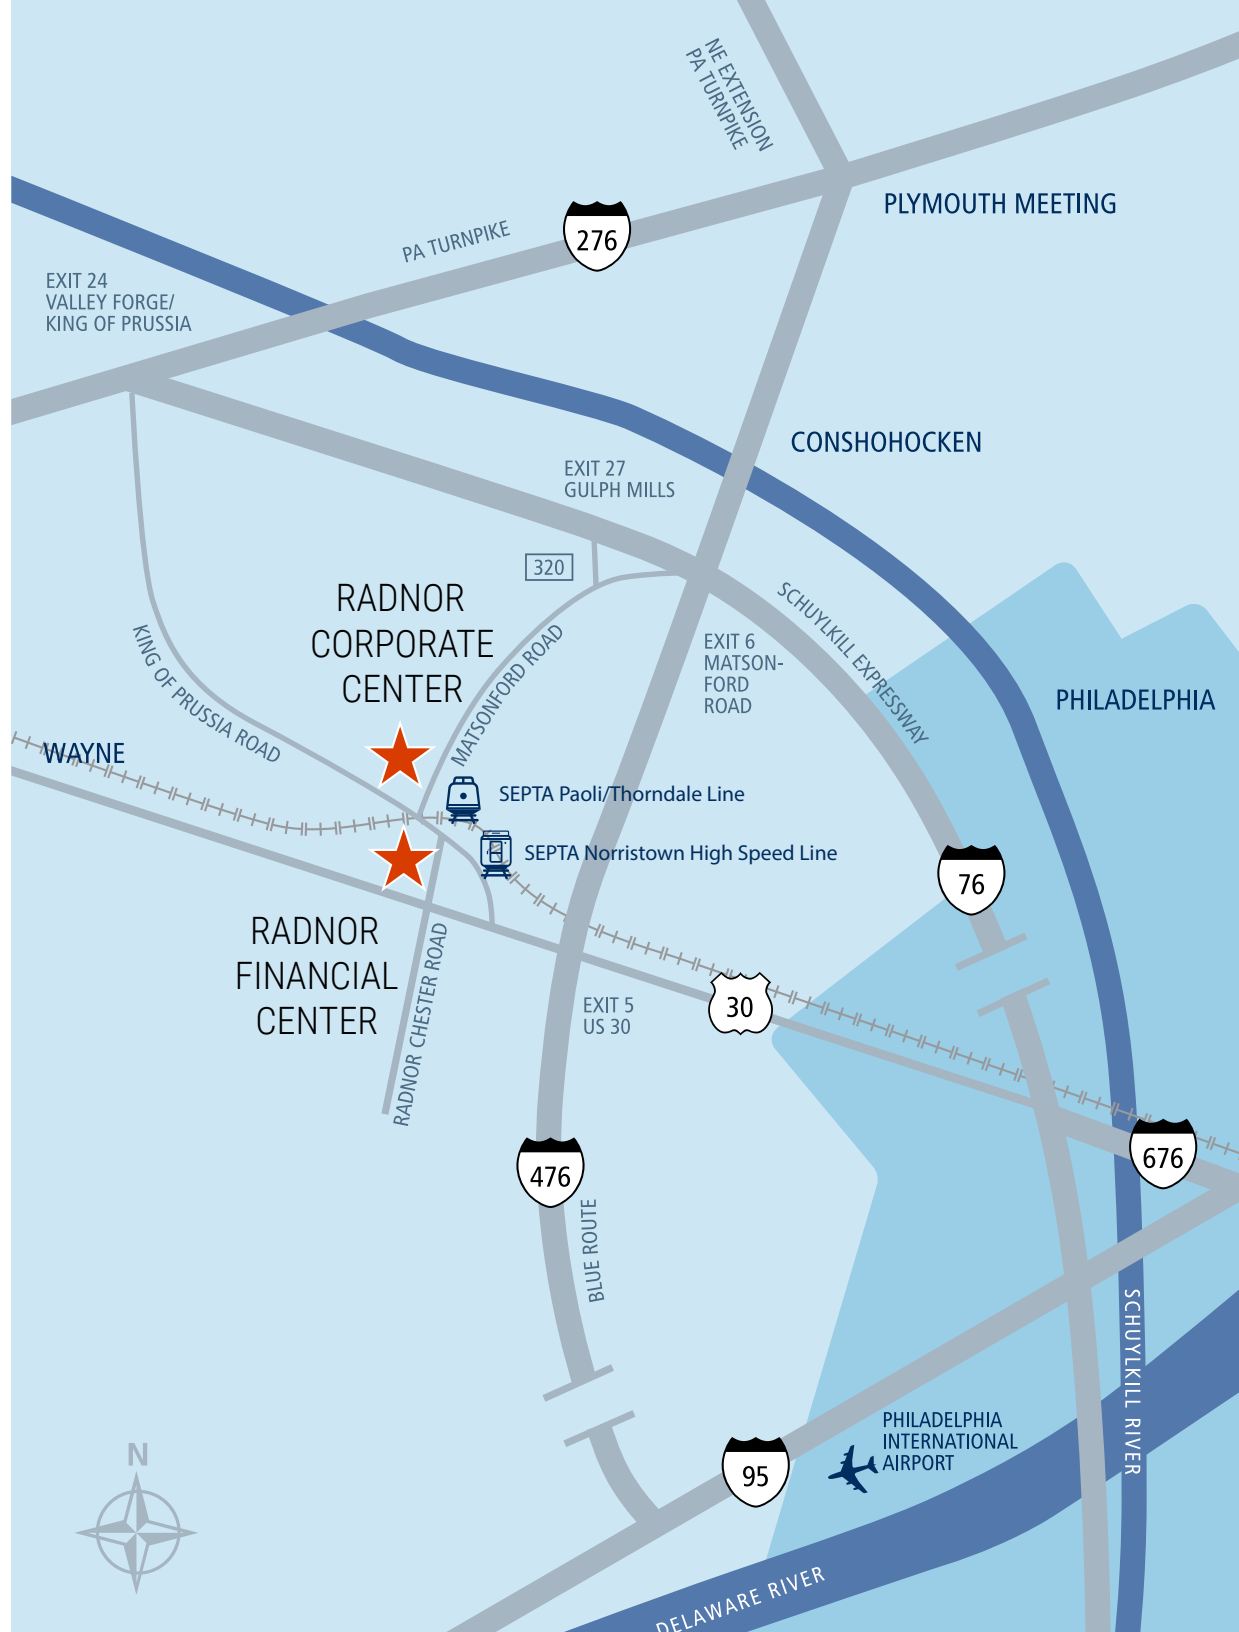 NE EXTENSION
PA TURNPIKE
PLYMOUTH MEETING
276
PA TURNPIKE
EXIT 24
VALLEY FORGE/
KING OF PRUSSIA
CONSHOHOCKEN
EXIT 27
GULPH MILLS
320
RADNOR
CORPORATE
CENTER
KING OF PRUSSIA ROAD
MATSONFORD ROAD
EXIT 6
MATSON-
FORD
ROAD
SCHUYLKILL EXPRESSWAY
PHILADELPHIA
WAYNE
SEPTA Paoli/Thorndale Line
SEPTA Norristown High Speed Line
76
RADNOR
FINANCIAL
CENTER
RADNOR CHESTER ROAD
EXIT 5
US 30
30
676
476
BLUE ROUTE
SCHUYLKILL RIVER
PHILADELPHIA
INTERNATIONAL
AIRPORT
95
N
DELAWARE RIVER